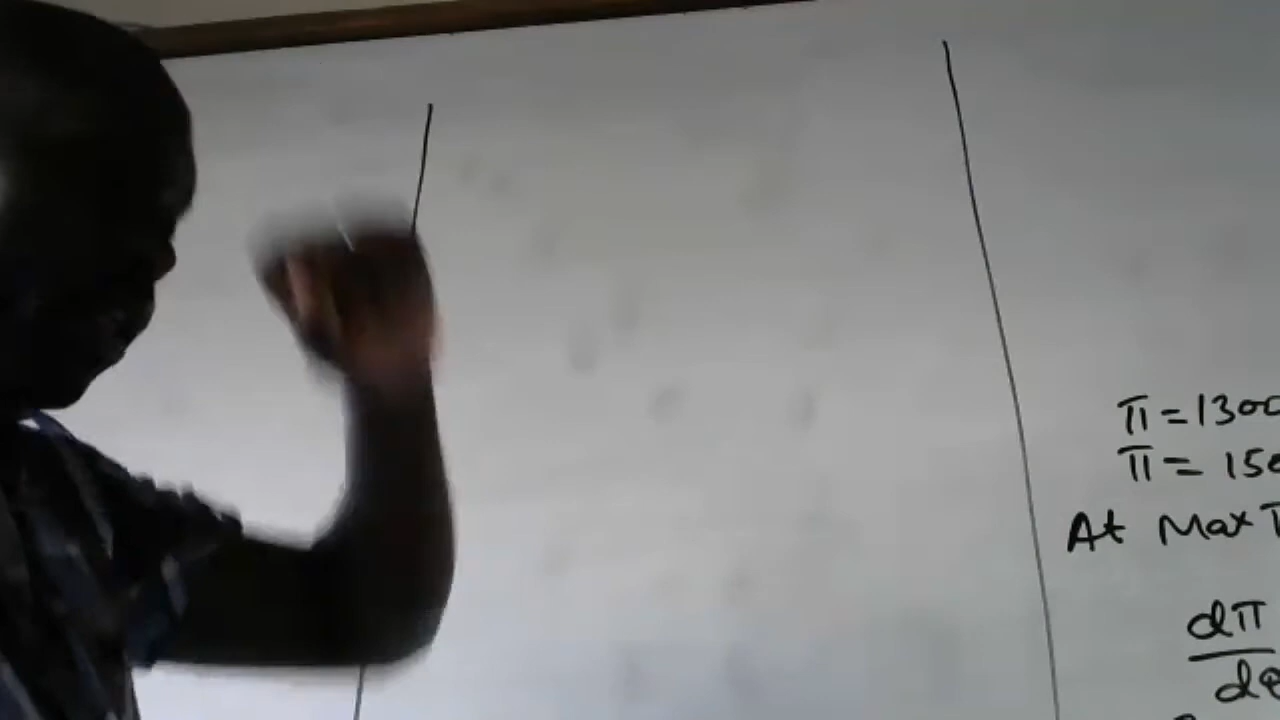 π = 1300
π = 150
At Max π
dπ
dQ